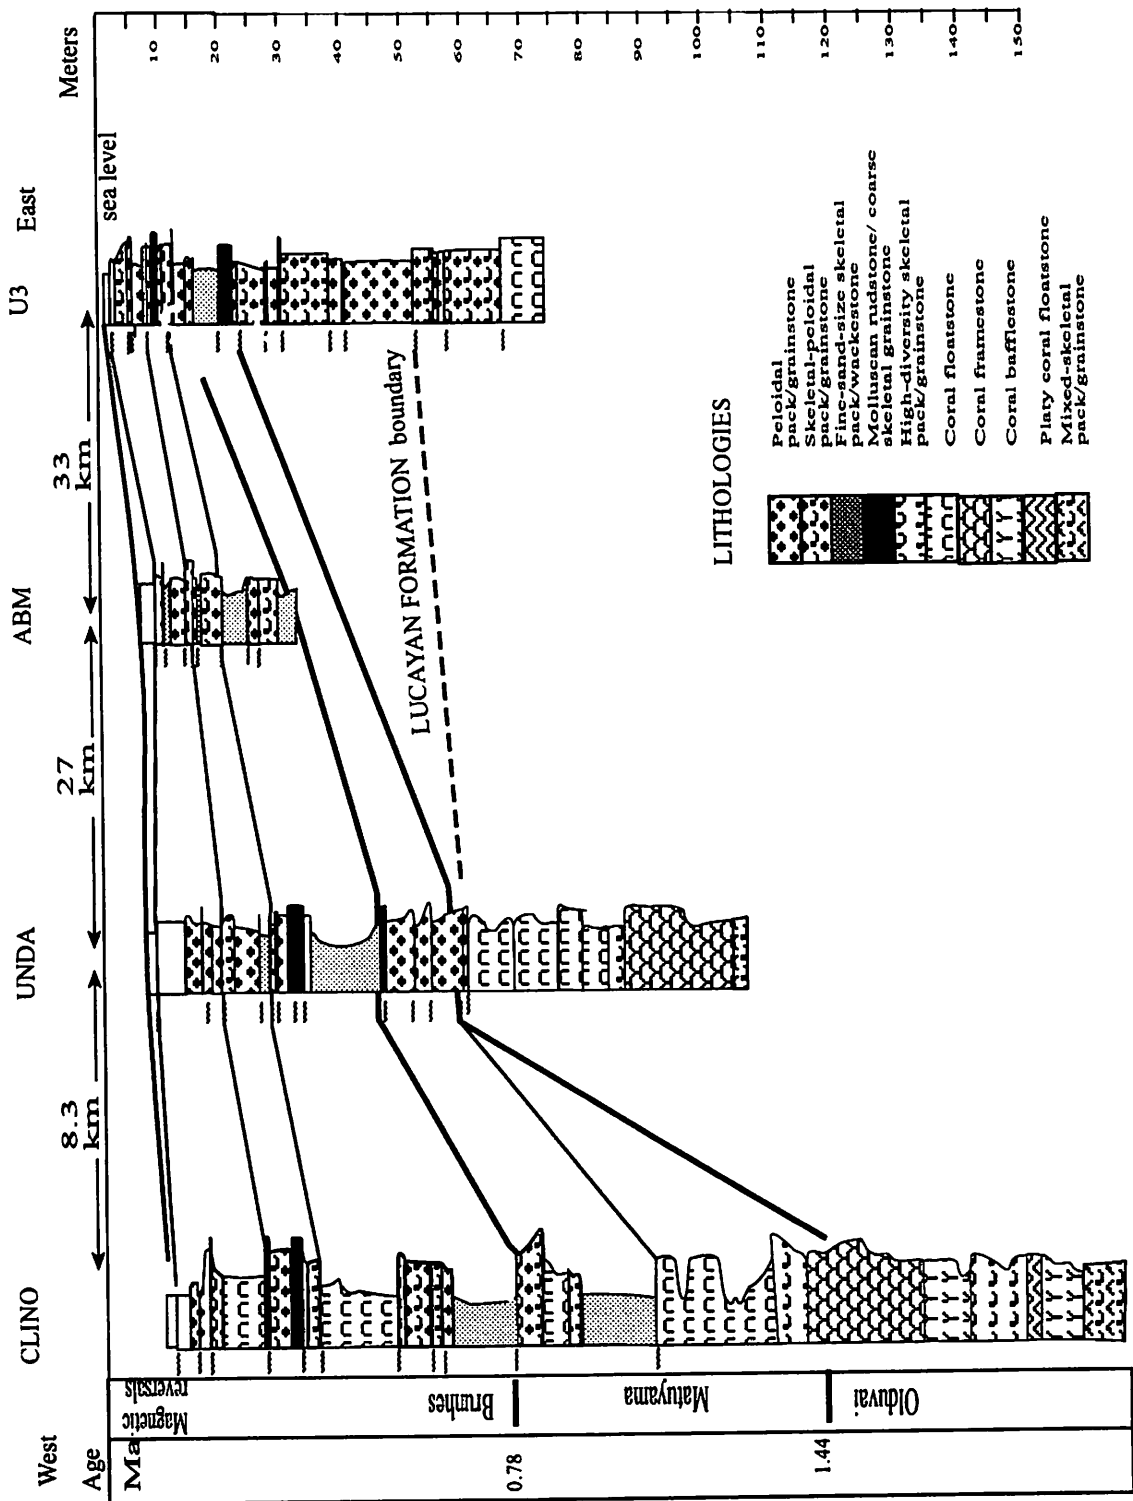 West
East
CLINO
UNDA
ABM
U3
8.3
km
27
km
33
km
Meters
sea level
10
20
30
40
50
60
70
80
90
100
110
120
130
140
150
Age
Ma
0.78
1.44
Magnetic
reversals
Brunhes
Matuyama
Olduvai
LUCAYAN FORMATION boundary
LITHOLOGIES
Peloidal
pack/grainstone
Skeletal-peloidal
pack/grainstone
Fine-sand-size skeletal
pack/wackestone
Molluscan rudstone/ coarse
skeletal grainstone
High-diversity skeletal
pack/grainstone
Coral floatstone
Coral framestone
Coral bafflestone
Platy coral floatstone
Mixed-skeletal
pack/grainstone